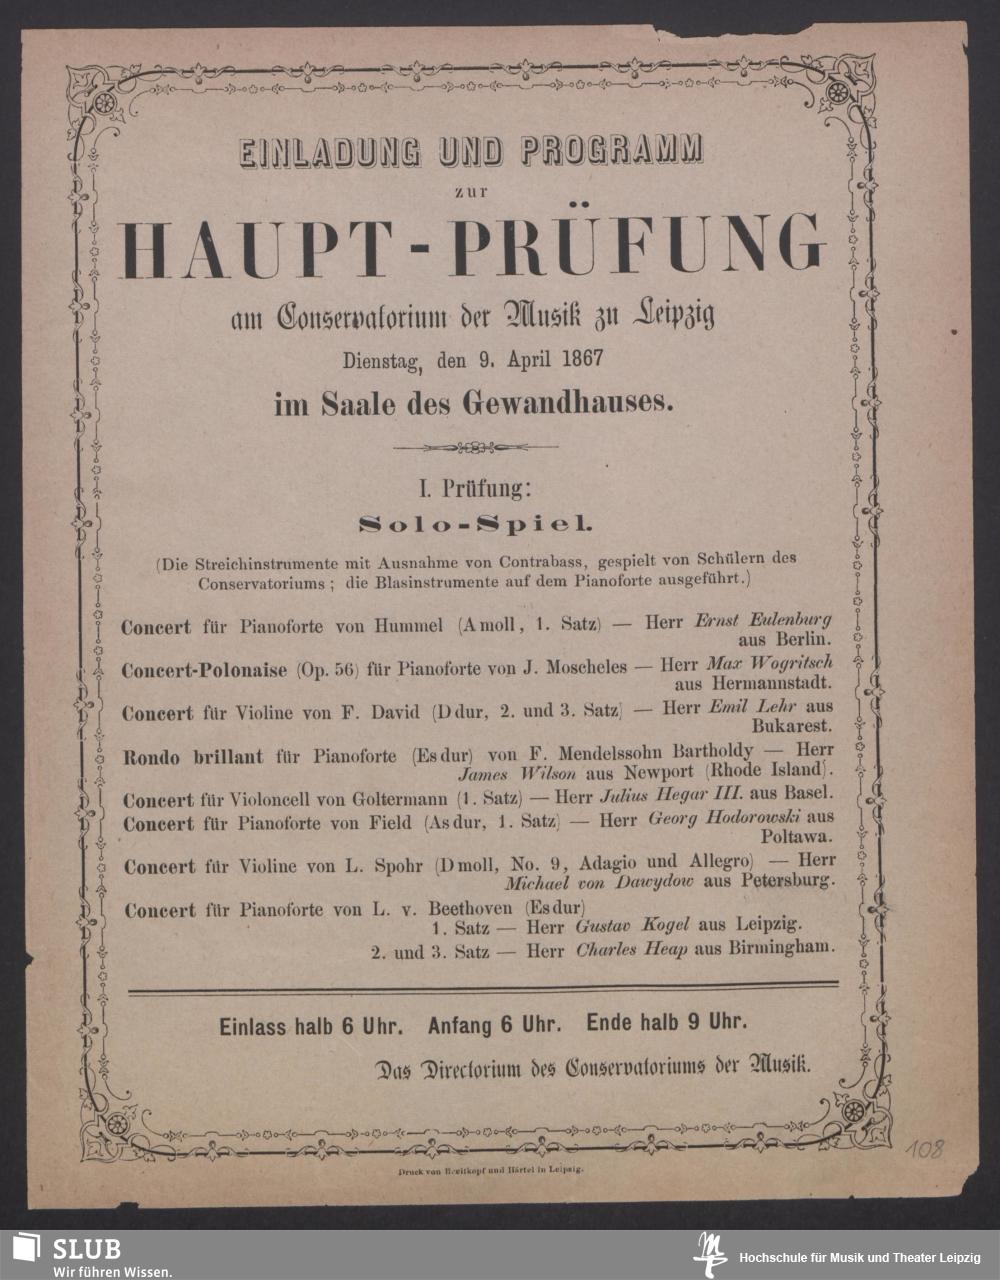 EINLADUNG UND PROGRAMM
zur
HAUPT-PRÜFUNG
am Conservatorium der Musik zu Leipzig
Dienstag, den 9. April 1867
im Saale des Gewandhauses.
I. Prüfung:
Solo-Spiel.
(Die Streichinstrumente mit Ausnahme von Contrabass, gespielt von Schülern des
Conservatoriums; die Blasinstrumente auf dem Pianoforte ausgeführt.)
Concert für Pianoforte von Hummel (A moll, 1. Satz) — Herr Ernst Eulenburg
aus Berlin.
Concert-Polonaise (Op. 56) für Pianoforte von J. Moscheles — Herr Max Wogritsch
aus Hermannstadt.
Concert für Violine von F. David (D dur, 2. und 3. Satz) — Herr Emil Lehr aus
Bukarest.
Rondo brillant für Pianoforte (Es dur) von F. Mendelssohn Bartholdy — Herr
James Wilson aus Newport (Rhode Island).
Concert für Violoncell von Goltermann (1. Satz) — Herr Julius Hegar III. aus Basel.
Concert für Pianoforte von Field (As dur, 1. Satz) — Herr Georg Hodorowski aus
Poltawa.
Concert für Violine von L. Spohr (D moll, No. 9, Adagio und Allegro) — Herr
Michael von Dawydow aus Petersburg.
Concert für Pianoforte von L. v. Beethoven (Es dur)
1. Satz — Herr Gustav Kogel aus Leipzig.
2. und 3. Satz — Herr Charles Heap aus Birmingham.
Einlass halb 6 Uhr. Anfang 6 Uhr. Ende halb 9 Uhr.
Das Directorium des Conservatoriums der Musik.
108
Druck von Breitkopf und Härtel in Leipzig.
SLUB
Wir führen Wissen.
Hochschule für Musik und Theater Leipzig